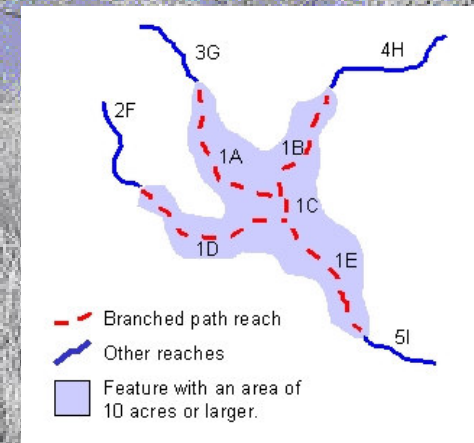 3G
4H
2F
1B
1A
1C
1D
1E
5I
Branched path reach
Other reaches
Feature with an area of
10 acres or larger.